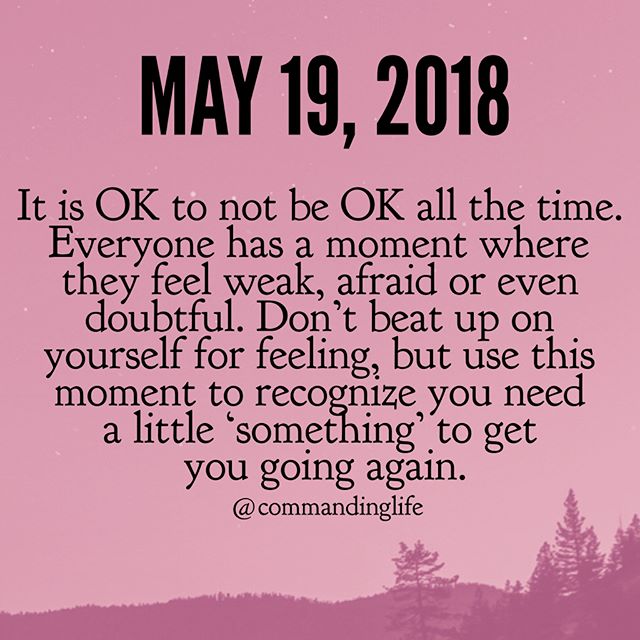 MAY 19, 2018
It is OK to not be OK all the time.
Everyone has a moment where
they feel weak, afraid or even
doubtful. Don’t beat up on
yourself for feeling, but use this
moment to recognize you need
a little ‘something’ to get
you going again.
@commandinglife